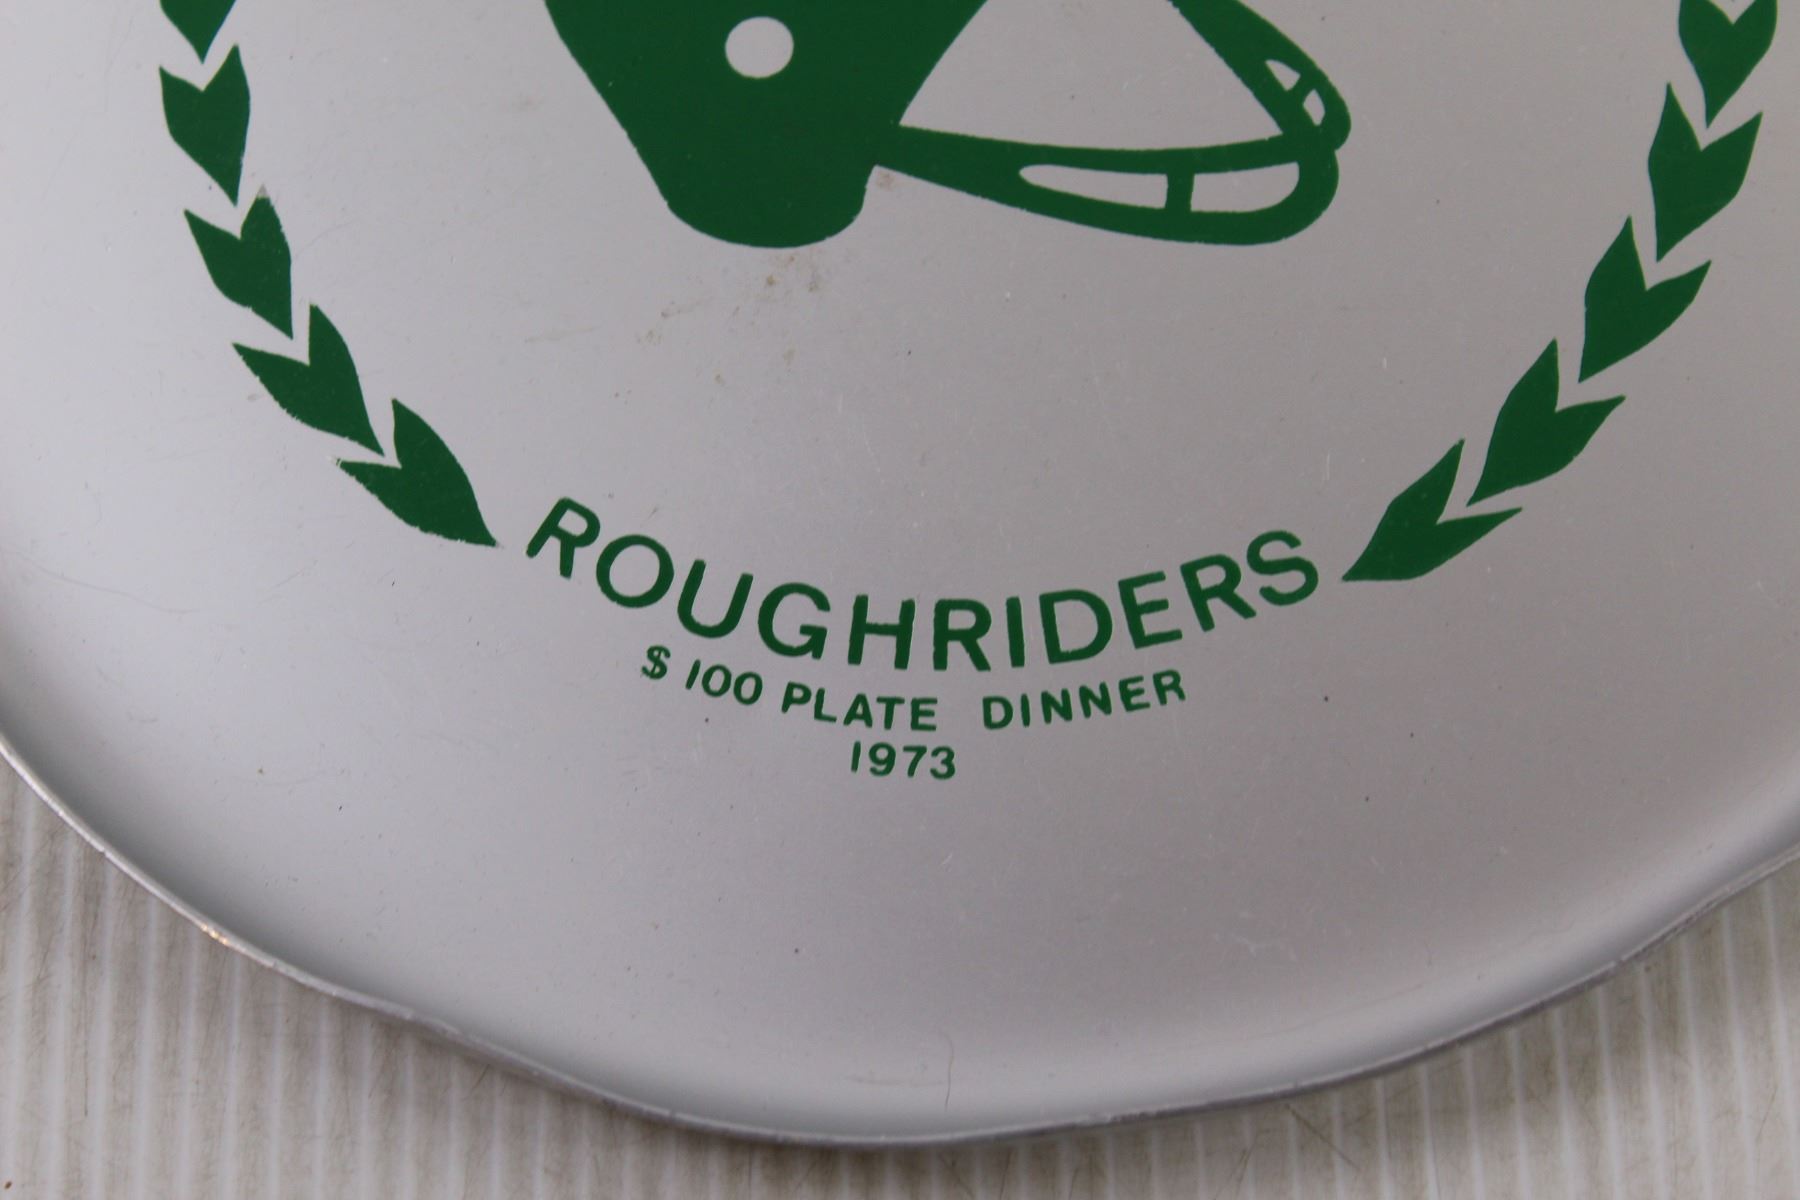 ROUGHRIDERS
$ 100 PLATE DINNER
1973